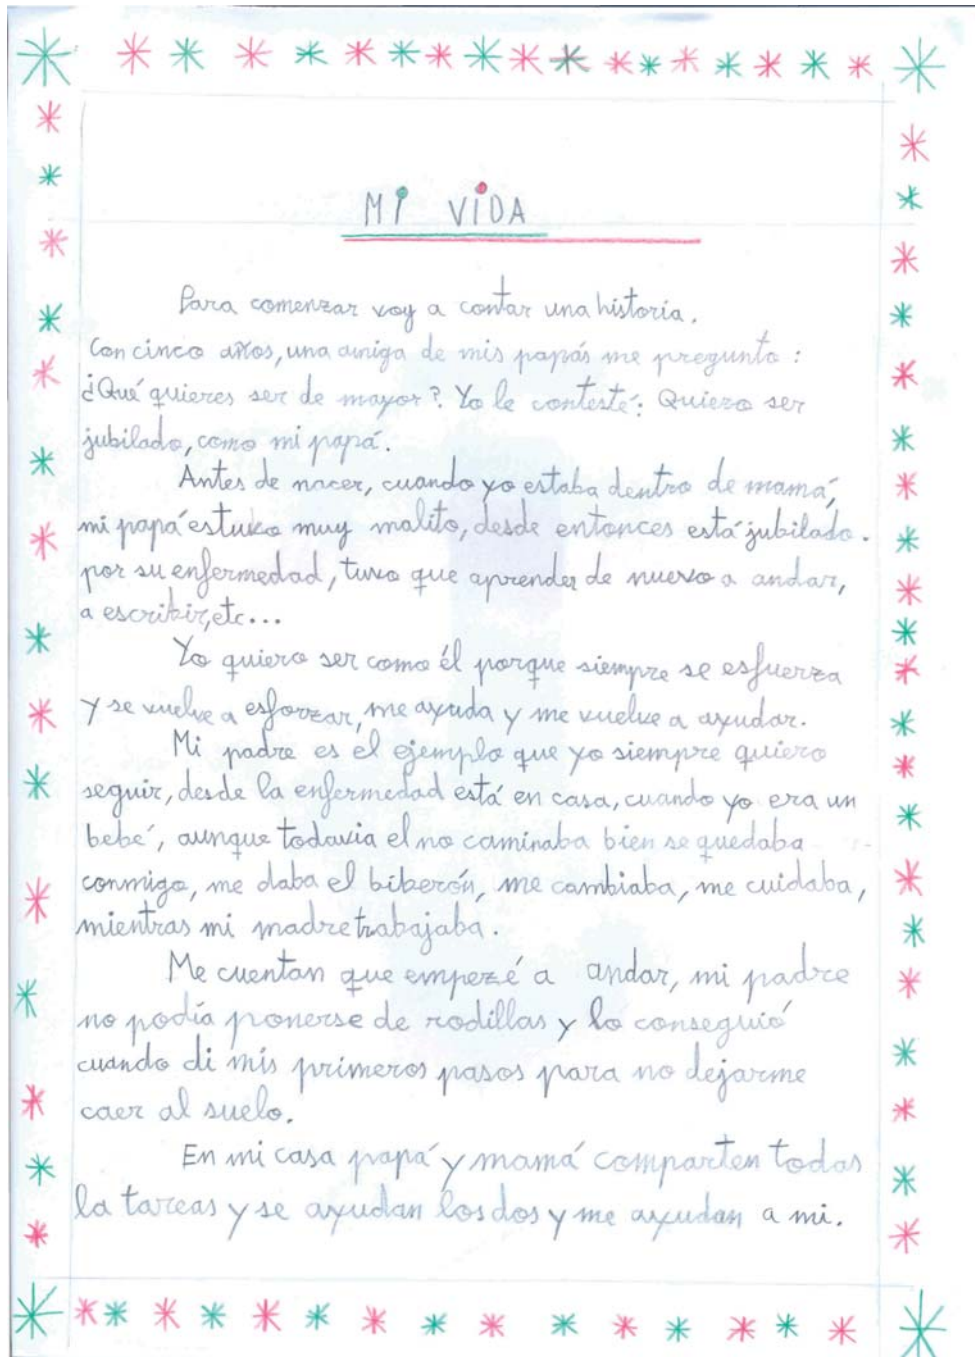 MI VIDA
Para comenzar voy a contar una historia.
Con cinco años, una amiga de mis papás me pregunto:
¿Qué quieres ser de mayor?. Yo le contesté: Quiero ser
jubilado, como mi papá.
Antes de nacer, cuando yo estaba dentro de mamá,
mi papá estuvo muy malito, desde entonces está jubilado.
por su enfermedad, tuvo que aprender de nuevo a andar,
a escribir, etc...
Yo quiero ser como él porque siempre se esfuerza
y se vuelve a esforzar, me ayuda y me vuelve a ayudar.
Mi padre es el ejemplo que yo siempre quiero
seguir, desde la enfermedad está en casa, cuando yo era un
bebé, aunque todavia el no caminaba bien se quedaba
conmigo, me daba el biberón, me cambiaba, me cuidaba,
mientras mi madre trabajaba.
Me cuentan que empezé a andar, mi padre
no podía ponerse de rodillas y lo conseguió
cuando di mis primeros pasos para no dejarme
caer al suelo.
En mi casa papá y mamá comparten todas
la tareas y se ayudan los dos y me ayudan a mi.